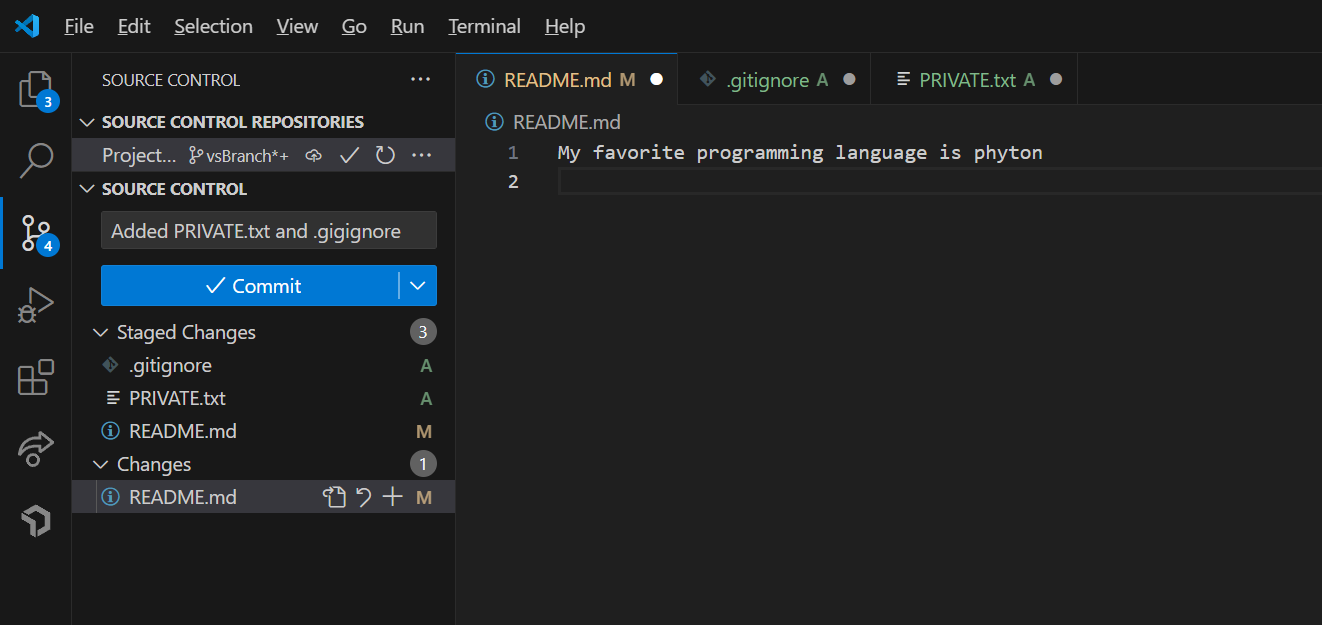 File Edit Selection View Go Run Terminal Help
SOURCE CONTROL ...
SOURCE CONTROL REPOSITORIES
Project... vsBranch*+ ...
SOURCE CONTROL
Added PRIVATE.txt and .gigignore
Commit
Staged Changes 3
.gitignore A
PRIVATE.txt A
README.md M
Changes 1
README.md M
3
4
README.md M .gitignore A PRIVATE.txt A
README.md
1 My favorite programming language is phyton
2